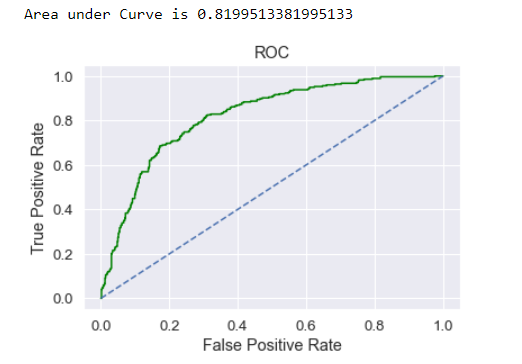 Area under Curve is 0.8199513381995133
ROC
1.0
0.8
0.6
0.4
0.2
0.0
True Positive Rate
0.0 0.2 0.4 0.6 0.8 1.0
False Positive Rate